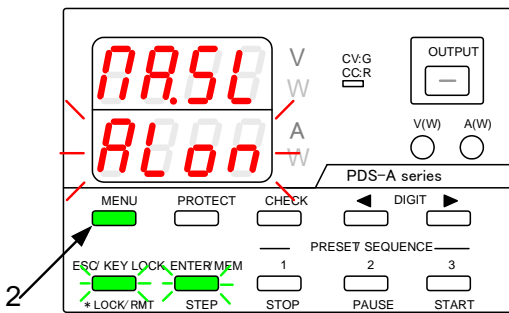 MA.SL
V
W
CV:G
CC:R
OUTPUT
ALon
A
W
V(W) A(W)
PDS-A series
MENU PROTECT CHECK ◀ DIGIT ▶
PRESET/ SEQUENCE
ESC/ KEY LOCK ENTER/MEM 1 2 3
2
* LOCK/ RMT STEP STOP PAUSE START